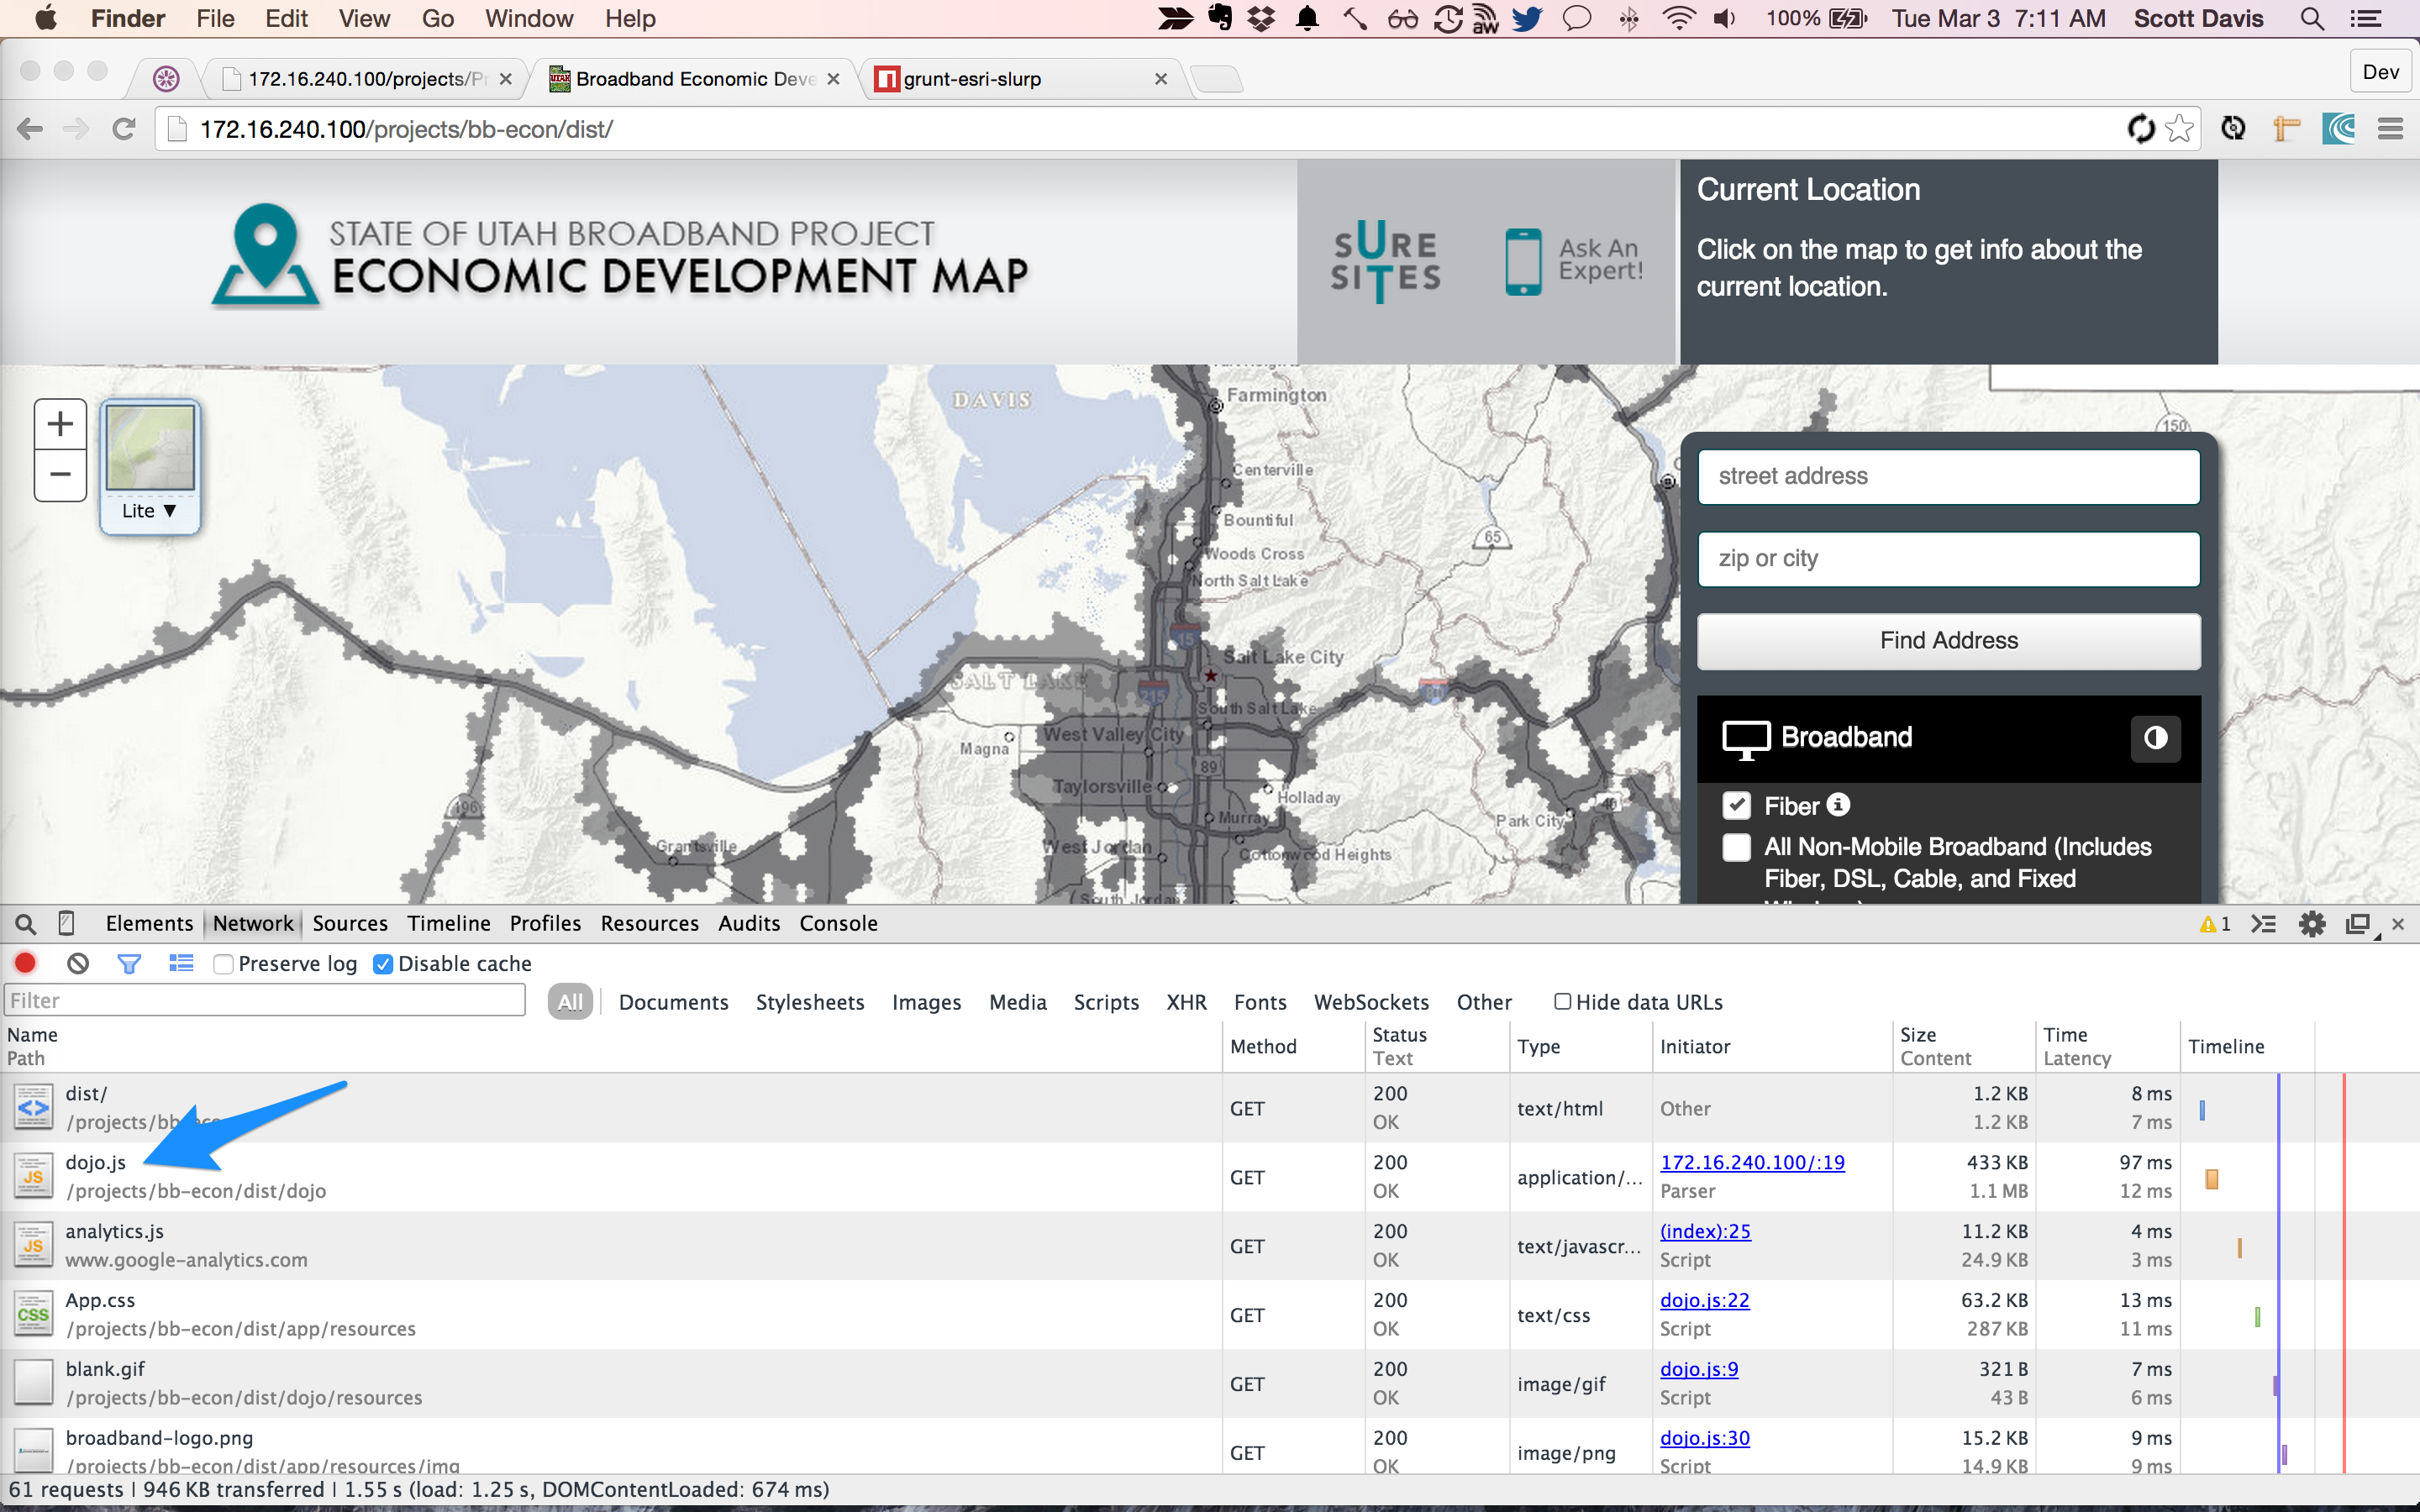 Finder File Edit View Go Window Help
aw
100% Tue Mar 3 7:11 AM Scott Davis
172.16.240.100/projects/P
Broadband Economic Deve
grunt-esri-slurp
Dev
172.16.240.100/projects/bb-econ/dist/
STATE OF UTAH BROADBAND PROJECT
ECONOMIC DEVELOPMENT MAP
SURE
SITES
Ask An
Expert!
Current Location
Click on the map to get info about the
current location.
+
−
Lite ▼
DAVIS
Farmington
Centerville
Bountiful
Woods Cross
North Salt Lake
65
150
15
Salt Lake City
SALT LAKE
215
80
South Salt Lake
West Valley City
Magna
89
Taylorsville
Holladay
Murray
196
Park City
40
Grantsville
West Jordan
Cottonwood Heights
South Jordan
street address
zip or city
Find Address
Broadband
Fiber
All Non-Mobile Broadband (Includes
Fiber, DSL, Cable, and Fixed
Elements Network Sources Timeline Profiles Resources Audits Console
1
Preserve log Disable cache
Filter
All Documents Stylesheets Images Media Scripts XHR Fonts WebSockets Other Hide data URLs
Name Path Method Status Text Type Initiator Size Content Time Latency Timeline
dist/ GET 200 text/html Other 1.2 KB 8 ms
/projects/bb-econ OK 1.2 KB 7 ms
dojo.js GET 200 application/... 172.16.240.100/:19 433 KB 97 ms
/projects/bb-econ/dist/dojo OK Parser 1.1 MB 12 ms
analytics.js GET 200 text/javascr... (index):25 11.2 KB 4 ms
www.google-analytics.com OK Script 24.9 KB 3 ms
App.css GET 200 text/css dojo.js:22 63.2 KB 13 ms
/projects/bb-econ/dist/app/resources OK Script 287 KB 11 ms
blank.gif GET 200 image/gif dojo.js:9 321 B 7 ms
/projects/bb-econ/dist/dojo/resources OK Script 43 B 6 ms
broadband-logo.png GET 200 image/png dojo.js:30 15.2 KB 9 ms
/projects/bb-econ/dist/app/resources/img OK Script 14.9 KB 9 ms
61 requests | 946 KB transferred | 1.55 s (load: 1.25 s, DOMContentLoaded: 674 ms)